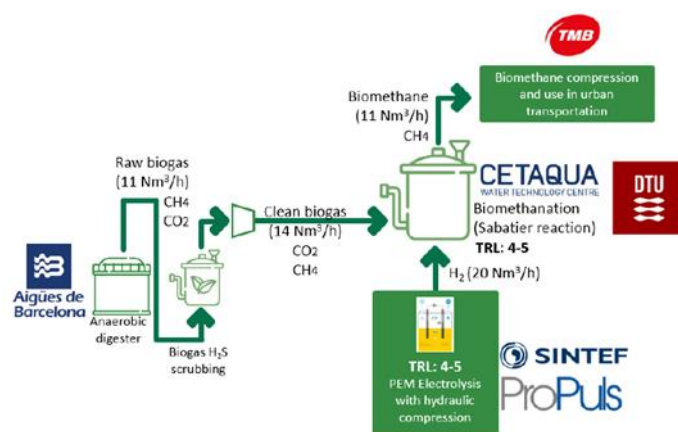 TMB
Biomethane compression
and use in urban
transportation
Biomethane
(11 Nm³/h)
CH4
Raw biogas
(11 Nm³/h)
CH4
CO2
CETAQUA
WATER TECHNOLOGY CENTRE
DTU
Biomethanation
(Sabatier reaction)
TRL: 4-5
Clean biogas
(14 Nm³/h)
CO2
CH4
H₂ (20 Nm³/h)
Aigües de
Barcelona
Anaerobic
digester
Biogas H₂S
scrubbing
TRL: 4-5
PEM Electrolysis
with hydraulic
compression
SINTEF
ProPuls